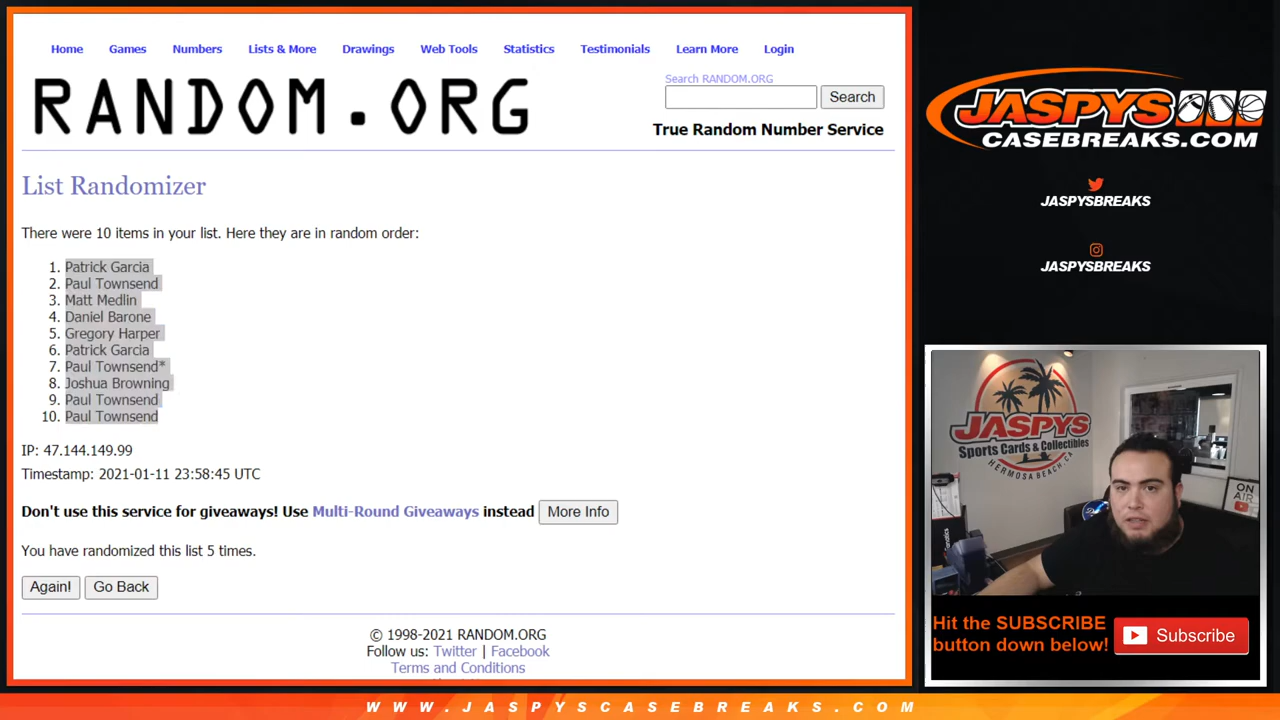 Home Games Numbers Lists & More Drawings Web Tools Statistics Testimonials Learn More Login
RANDOM.ORG
Search RANDOM.ORG
Search
True Random Number Service
List Randomizer
There were 10 items in your list. Here they are in random order:
1. Patrick Garcia
2. Paul Townsend
3. Matt Medlin
4. Daniel Barone
5. Gregory Harper
6. Patrick Garcia
7. Paul Townsend*
8. Joshua Browning
9. Paul Townsend
10. Paul Townsend
IP: 47.144.149.99
Timestamp: 2021-01-11 23:58:45 UTC
Don't use this service for giveaways! Use Multi-Round Giveaways instead More Info
You have randomized this list 5 times.
Again! Go Back
© 1998-2021 RANDOM.ORG
Follow us: Twitter | Facebook
Terms and Conditions
JASPYS
CASEBREAKS.COM
JASPYSBREAKS
JASPYSBREAKS
JASPYS
Sports Cards & Collectibles
HERMOSA BEACH, CA
ON
AIR
Hit the SUBSCRIBE
button down below!
Subscribe
WWW.JASPYSCASEBREAKS.COM